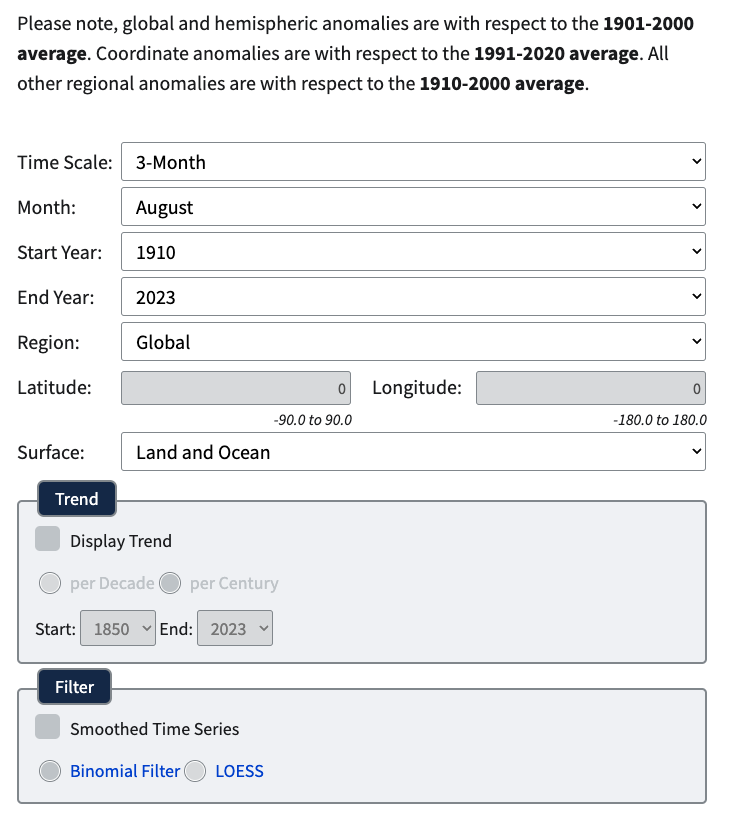 Please note, global and hemispheric anomalies are with respect to the 1901-2000
average. Coordinate anomalies are with respect to the 1991-2020 average. All
other regional anomalies are with respect to the 1910-2000 average.
Time Scale: 3-Month
Month: August
Start Year: 1910
End Year: 2023
Region: Global
Latitude: 0 Longitude: 0
-90.0 to 90.0 -180.0 to 180.0
Surface: Land and Ocean
Trend
Display Trend
per Decade per Century
Start: 1850 End: 2023
Filter
Smoothed Time Series
Binomial Filter LOESS